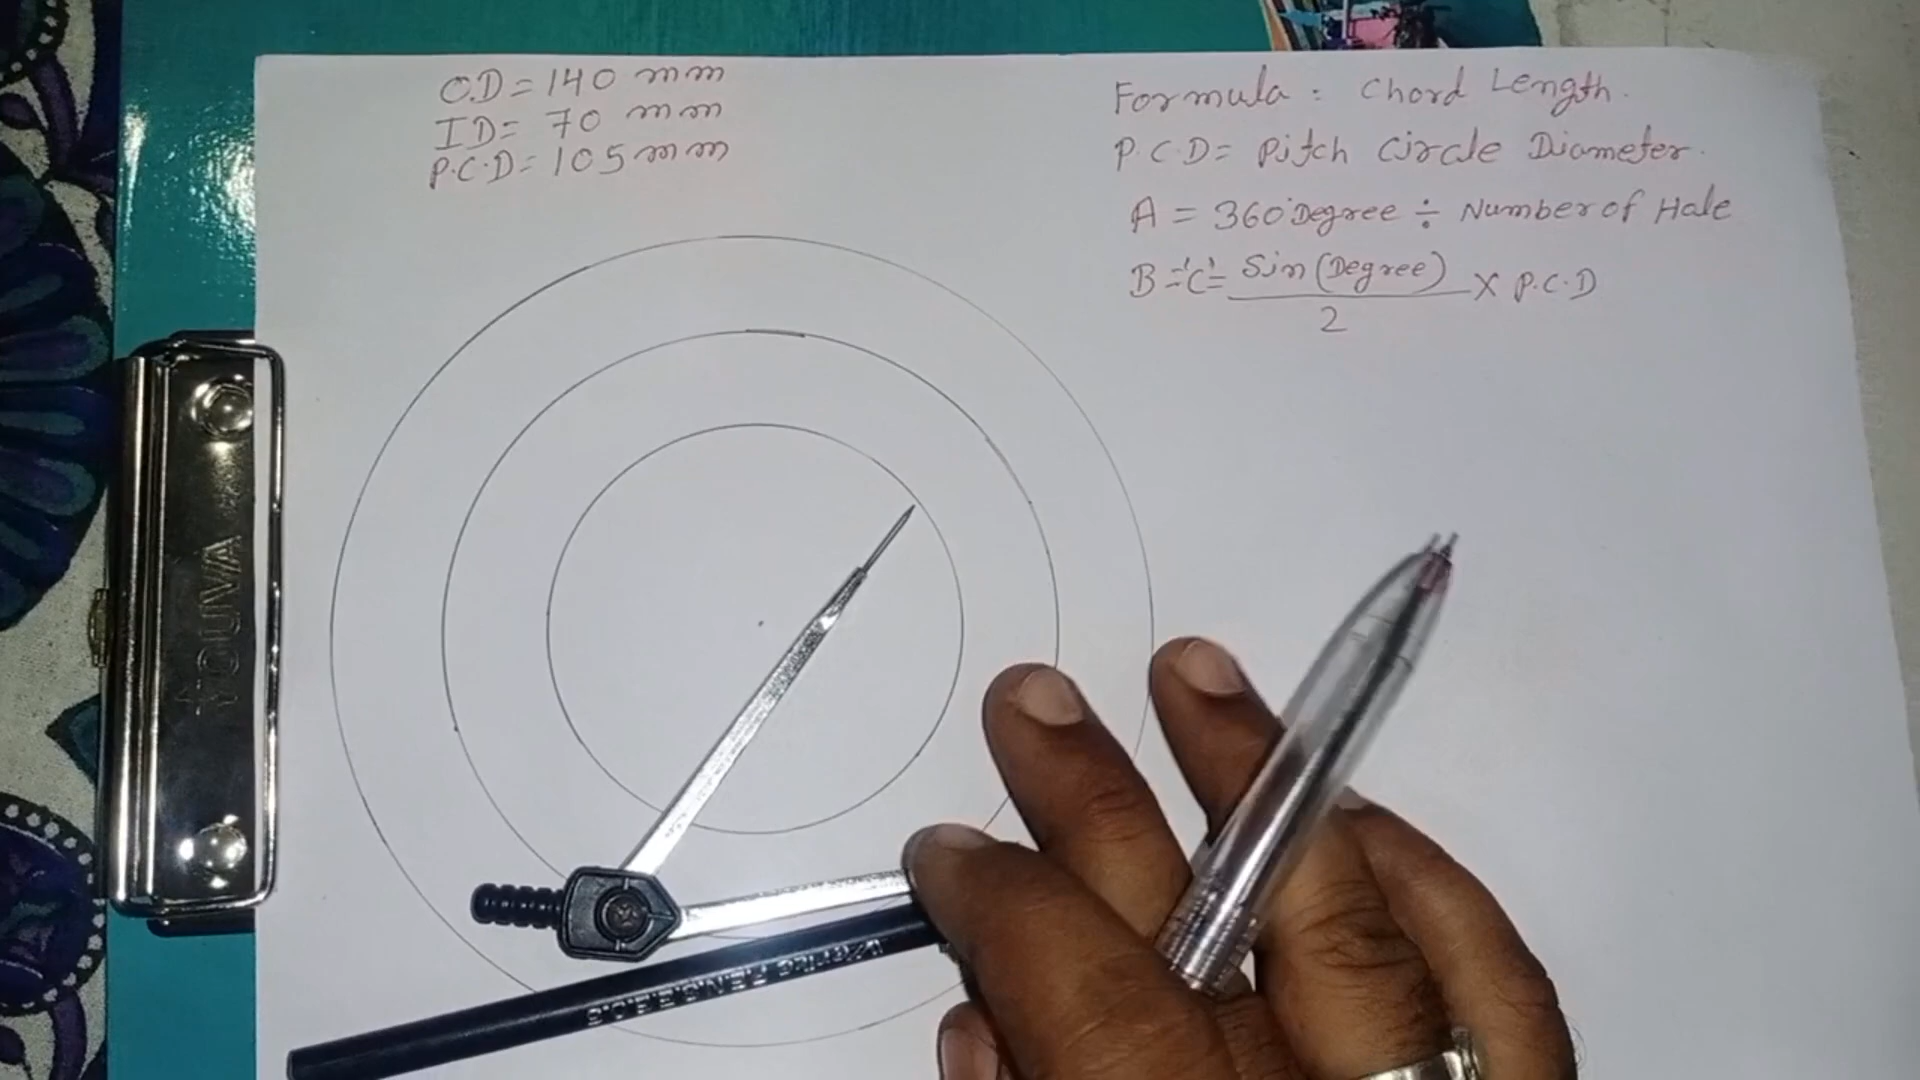 O.D = 140 mm
ID = 70 mm
P.C.D = 105 mm
Formula : Chord Length.
P.C.D = Pitch Circle Diameter.
A = 360° Degree ÷ Number of Hole
B = 'C' = Sin (Degree) / 2 × P.C.D
YOUVA